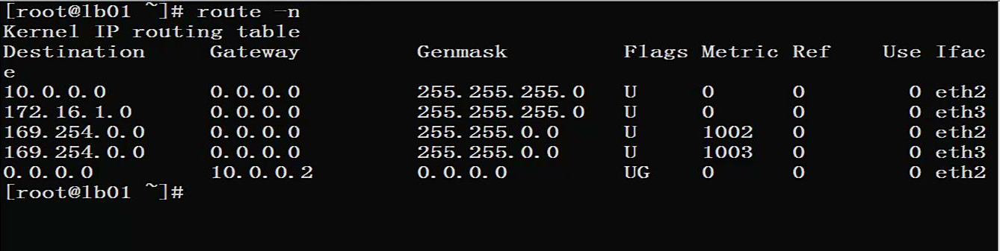 [root@lb01 ~]# route -n
Kernel IP routing table
Destination     Gateway         Genmask         Flags Metric Ref    Use Ifac
e
10.0.0.0        0.0.0.0         255.255.255.0   U     0      0        0 eth2
172.16.1.0      0.0.0.0         255.255.255.0   U     0      0        0 eth3
169.254.0.0     0.0.0.0         255.255.0.0     U     1002   0        0 eth2
169.254.0.0     0.0.0.0         255.255.0.0     U     1003   0        0 eth3
0.0.0.0         10.0.0.2        0.0.0.0         UG    0      0        0 eth2
[root@lb01 ~]#